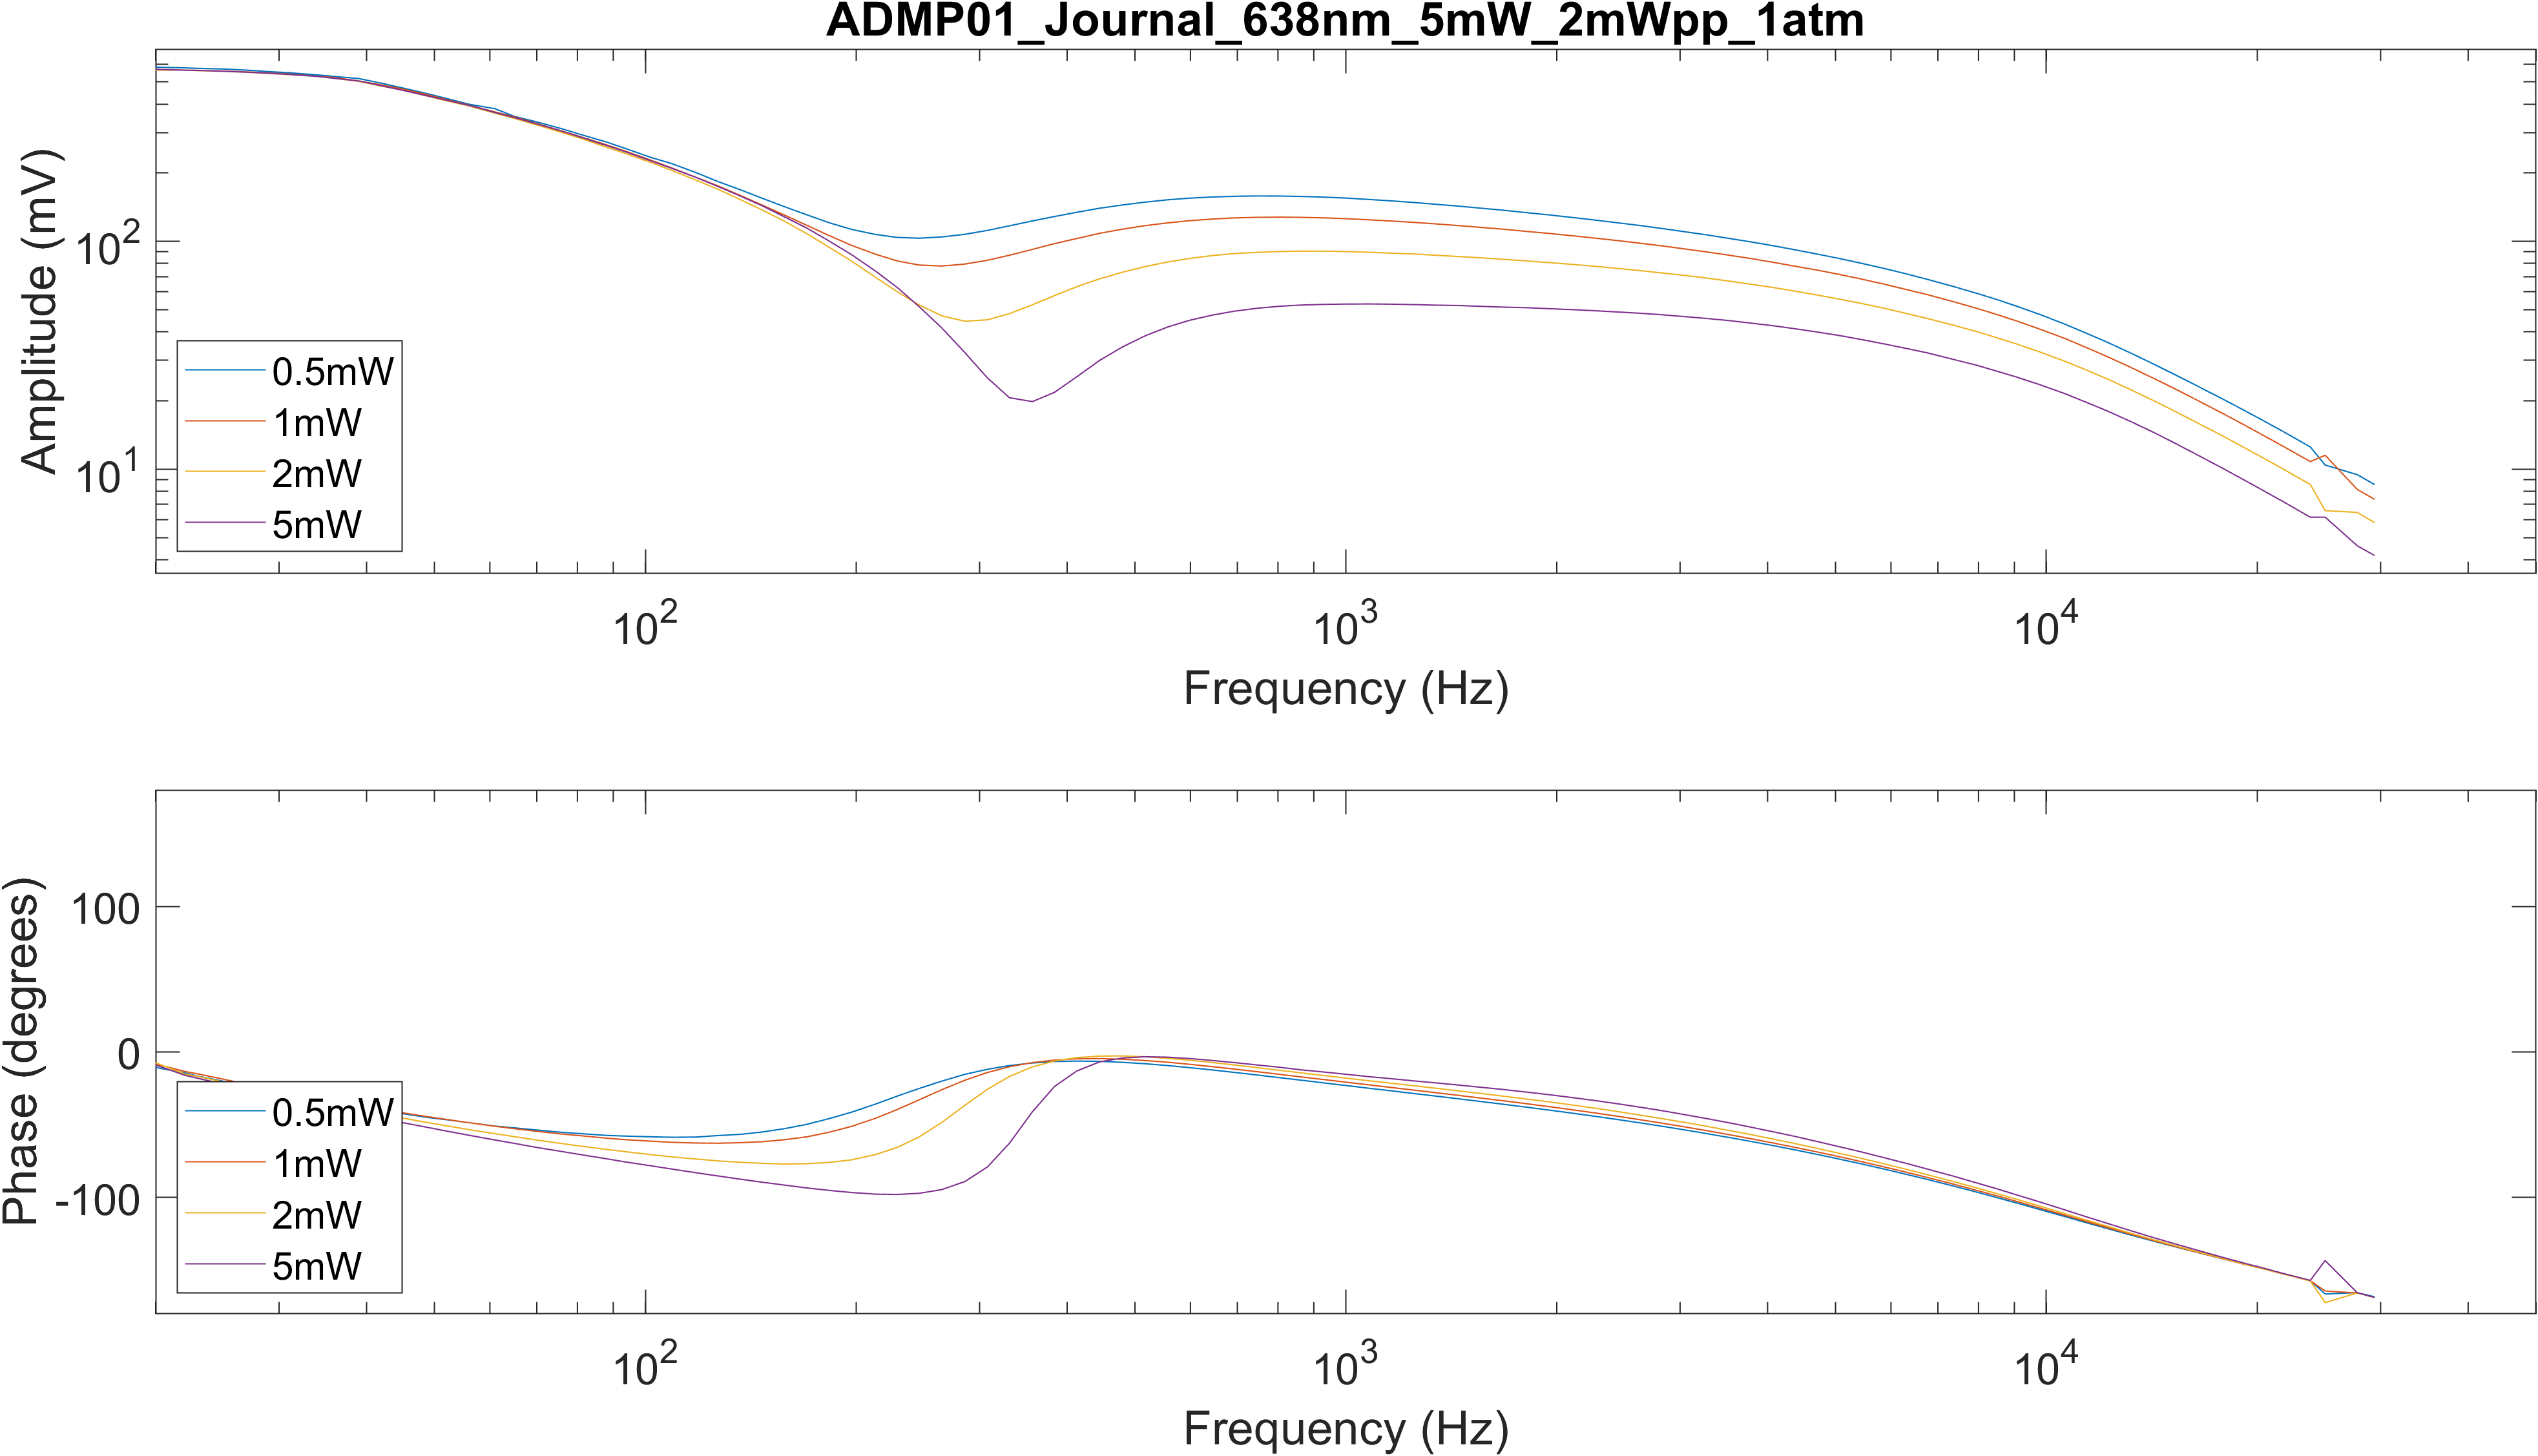 ADMP01_Journal_638nm_5mW_2mWpp_1atm
Amplitude (mV)
10^2
10^1
0.5mW
1mW
2mW
5mW
10^2
10^3
10^4
Frequency (Hz)
Phase (degrees)
100
0
-100
0.5mW
1mW
2mW
5mW
10^2
10^3
10^4
Frequency (Hz)